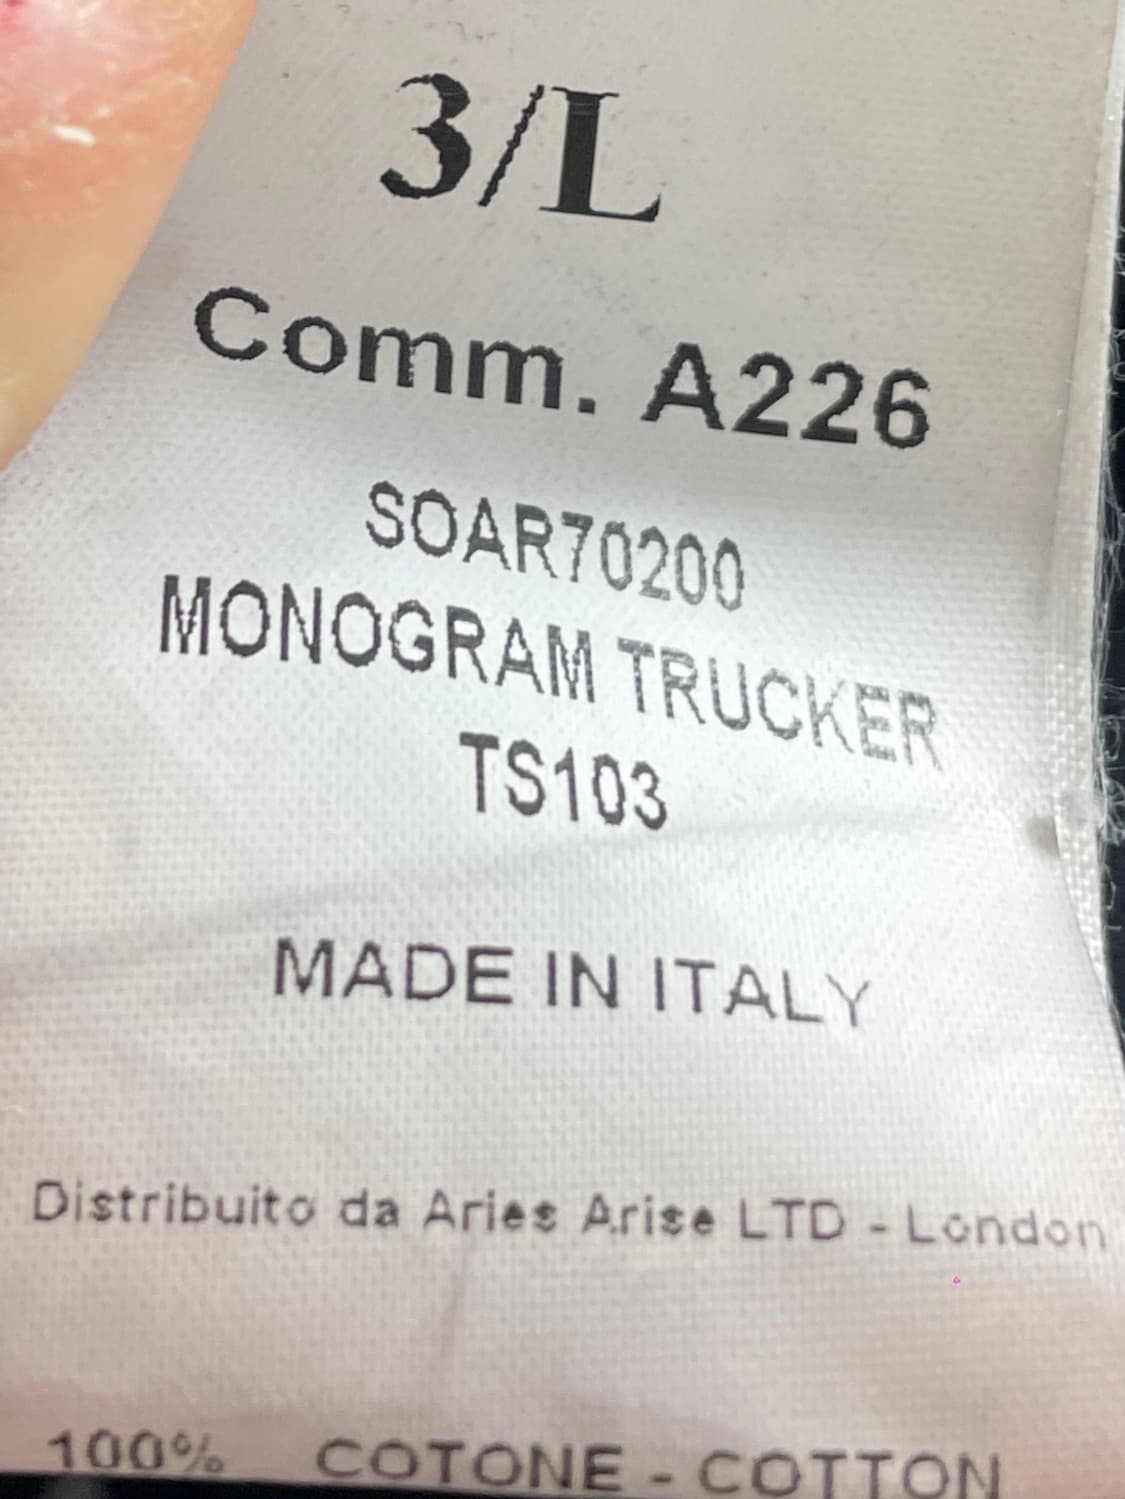 3/L
Comm. A226
SOAR70200
MONOGRAM TRUCKER
TS103
MADE IN ITALY
Distribuito da Aries Arise LTD - London
100% COTONE - COTTON